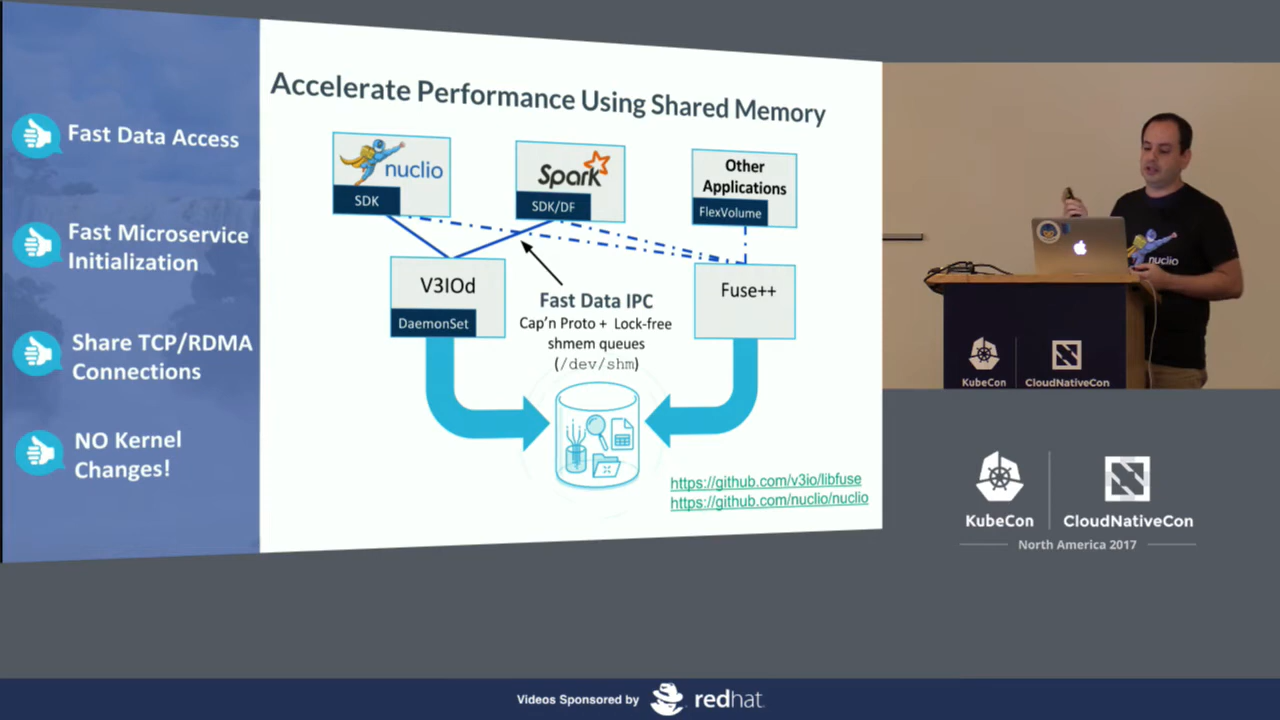 Accelerate Performance Using Shared Memory
Fast Data Access
Fast Microservice
Initialization
Share TCP/RDMA
Connections
NO Kernel
Changes!
nuclio
SDK
Spark
SDK/DF
Other
Applications
FlexVolume
V3IOd
DaemonSet
Fuse++
Fast Data IPC
Cap'n Proto + Lock-free
shmem queues
(/dev/shm)
https://github.com/v3io/libfuse
https://github.com/nuclio/nuclio
nuclio
KubeCon
CloudNativeCon
KubeCon
CloudNativeCon
North America 2017
Videos Sponsored by
redhat.